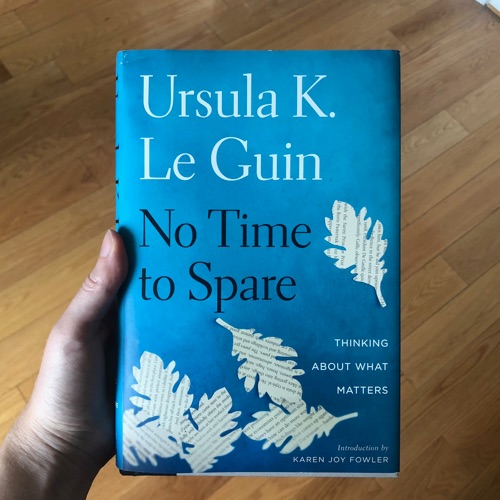 Ursula K.
Le Guin
No Time
to Spare
THINKING
ABOUT WHAT
MATTERS
Introduction by
KAREN JOY FOWLER